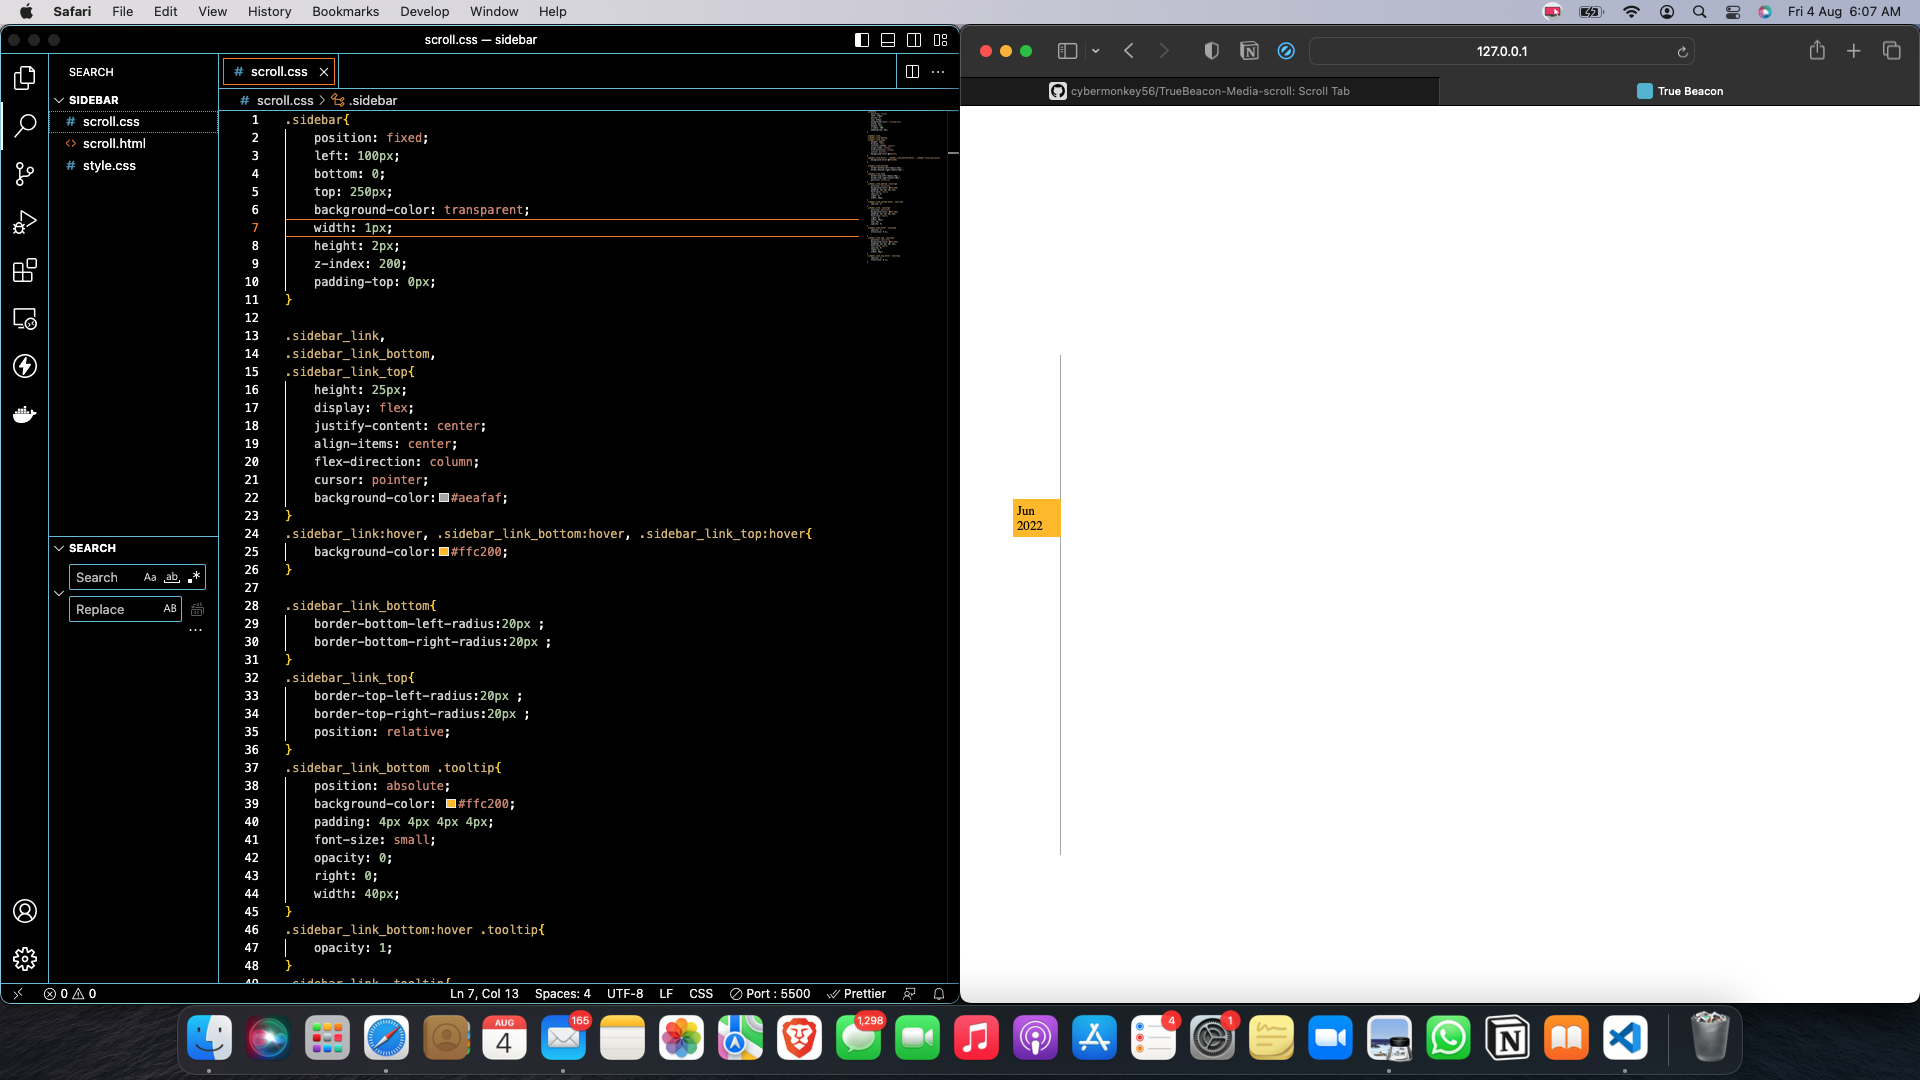 Safari File Edit View History Bookmarks Develop Window Help
Fri 4 Aug 6:07 AM
scroll.css — sidebar
SEARCH
SIDEBAR
# scroll.css
<> scroll.html
# style.css
SEARCH
Search Aa ab .*
Replace AB
...
# scroll.css ×
# scroll.css > .sidebar
1 .sidebar{
2 position: fixed;
3 left: 100px;
4 bottom: 0;
5 top: 250px;
6 background-color: transparent;
7 width: 1px;
8 height: 2px;
9 z-index: 200;
10 padding-top: 0px;
11 }
12
13 .sidebar_link,
14 .sidebar_link_bottom,
15 .sidebar_link_top{
16 height: 25px;
17 display: flex;
18 justify-content: center;
19 align-items: center;
20 flex-direction: column;
21 cursor: pointer;
22 background-color: #aeafaf;
23 }
24 .sidebar_link:hover, .sidebar_link_bottom:hover, .sidebar_link_top:hover{
25 background-color: #ffc200;
26 }
27
28 .sidebar_link_bottom{
29 border-bottom-left-radius:20px ;
30 border-bottom-right-radius:20px ;
31 }
32 .sidebar_link_top{
33 border-top-left-radius:20px ;
34 border-top-right-radius:20px ;
35 position: relative;
36 }
37 .sidebar_link_bottom .tooltip{
38 position: absolute;
39 background-color: #ffc200;
40 padding: 4px 4px 4px 4px;
41 font-size: small;
42 opacity: 0;
43 right: 0;
44 width: 40px;
45 }
46 .sidebar_link_bottom:hover .tooltip{
47 opacity: 1;
48 }
49 .sidebar_link .tooltip{
0 0
Ln 7, Col 13 Spaces: 4 UTF-8 LF CSS Port : 5500 Prettier
127.0.0.1
cybermonkey56/TrueBeacon-Media-scroll: Scroll Tab
True Beacon
Jun
2022
AUG
4
165
1,298
4
1